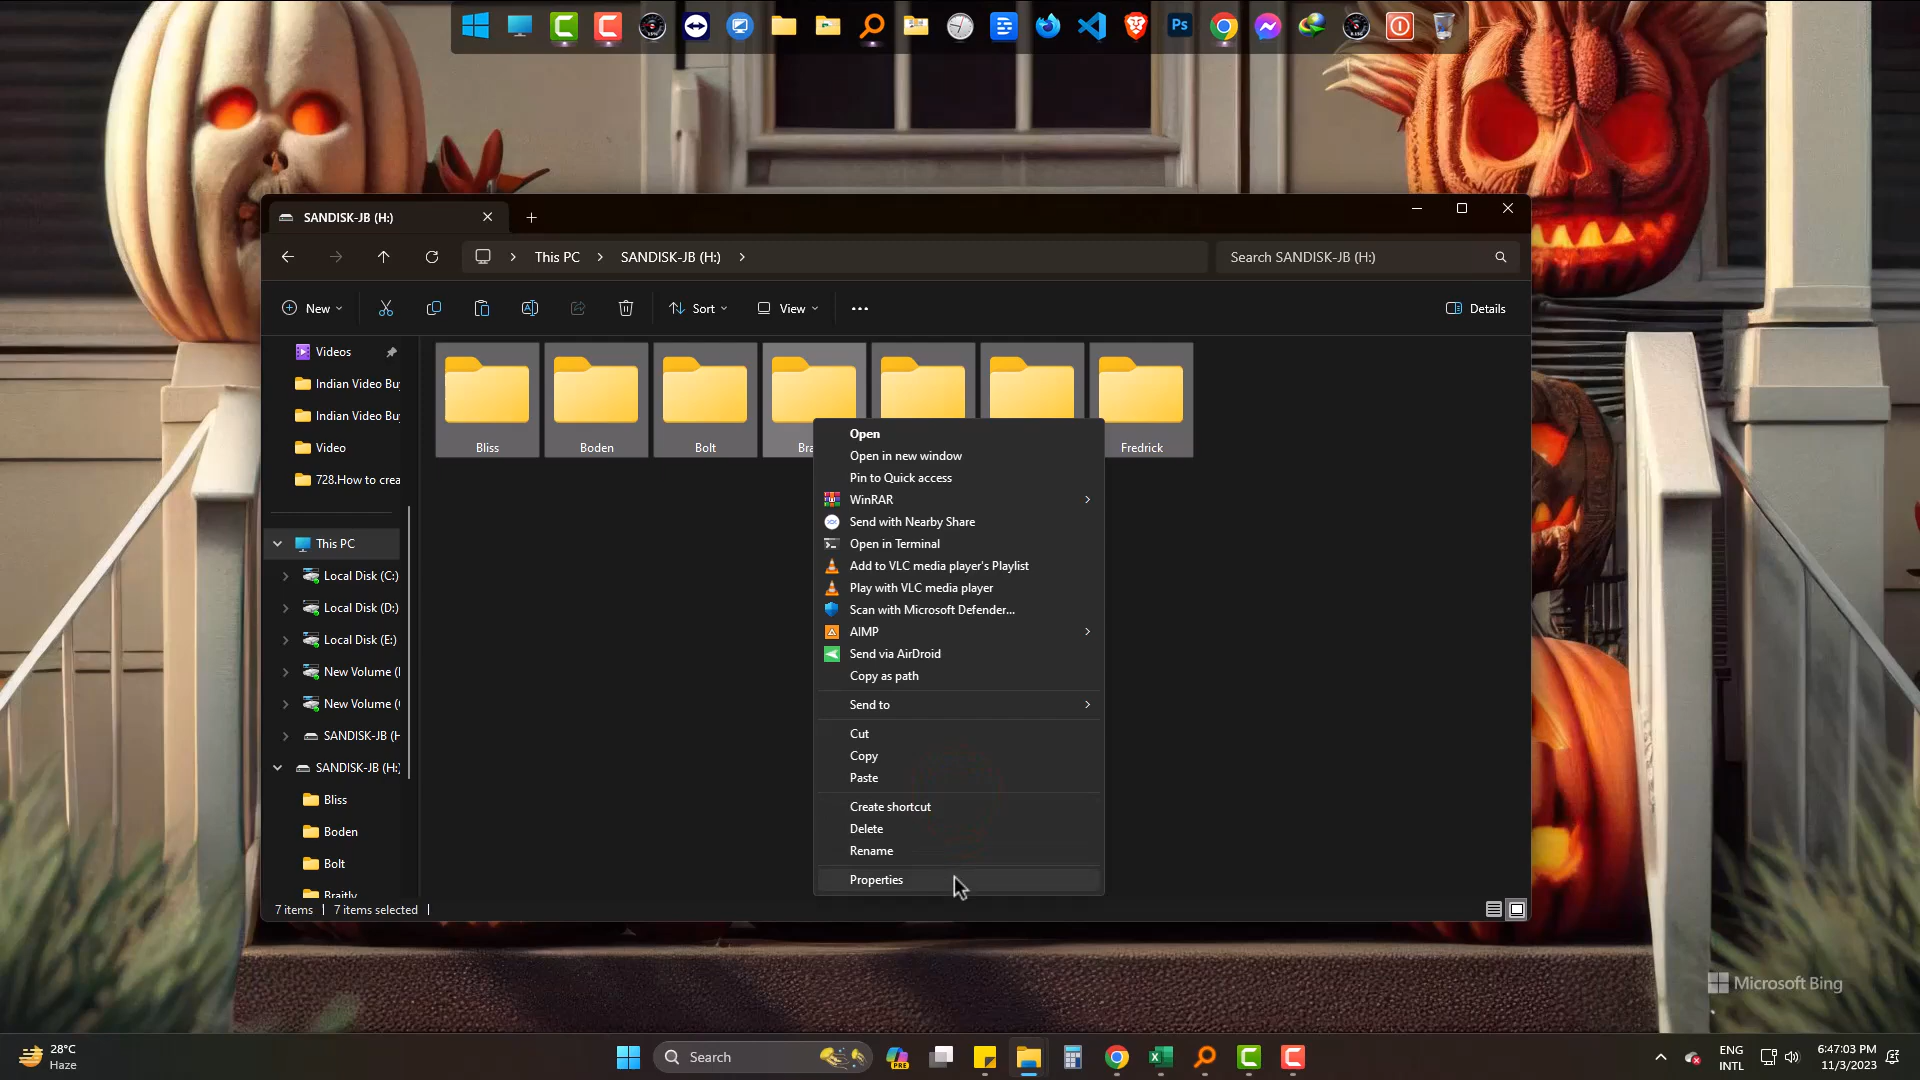 Ps
SANDISK-JB (H:)
This PC
SANDISK-JB (H:)
Search SANDISK-JB (H:)
New
Sort
View
Details
Videos
Indian Video Bu
Indian Video Bu
Video
728.How to crea
This PC
Local Disk (C:)
Local Disk (D:)
Local Disk (E:)
New Volume (
New Volume (
SANDISK-JB (H
SANDISK-JB (H:)
Bliss
Boden
Bolt
Braitly
Bliss
Boden
Bolt
Bra
Fredrick
Open
Open in new window
Pin to Quick access
WinRAR
Send with Nearby Share
Open in Terminal
Add to VLC media player's Playlist
Play with VLC media player
Scan with Microsoft Defender...
AIMP
Send via AirDroid
Copy as path
Send to
Cut
Copy
Paste
Create shortcut
Delete
Rename
Properties
7 items
7 items selected
Microsoft Bing
28°C
Haze
Search
PRE
ENG
INTL
6:47:03 PM
11/3/2023